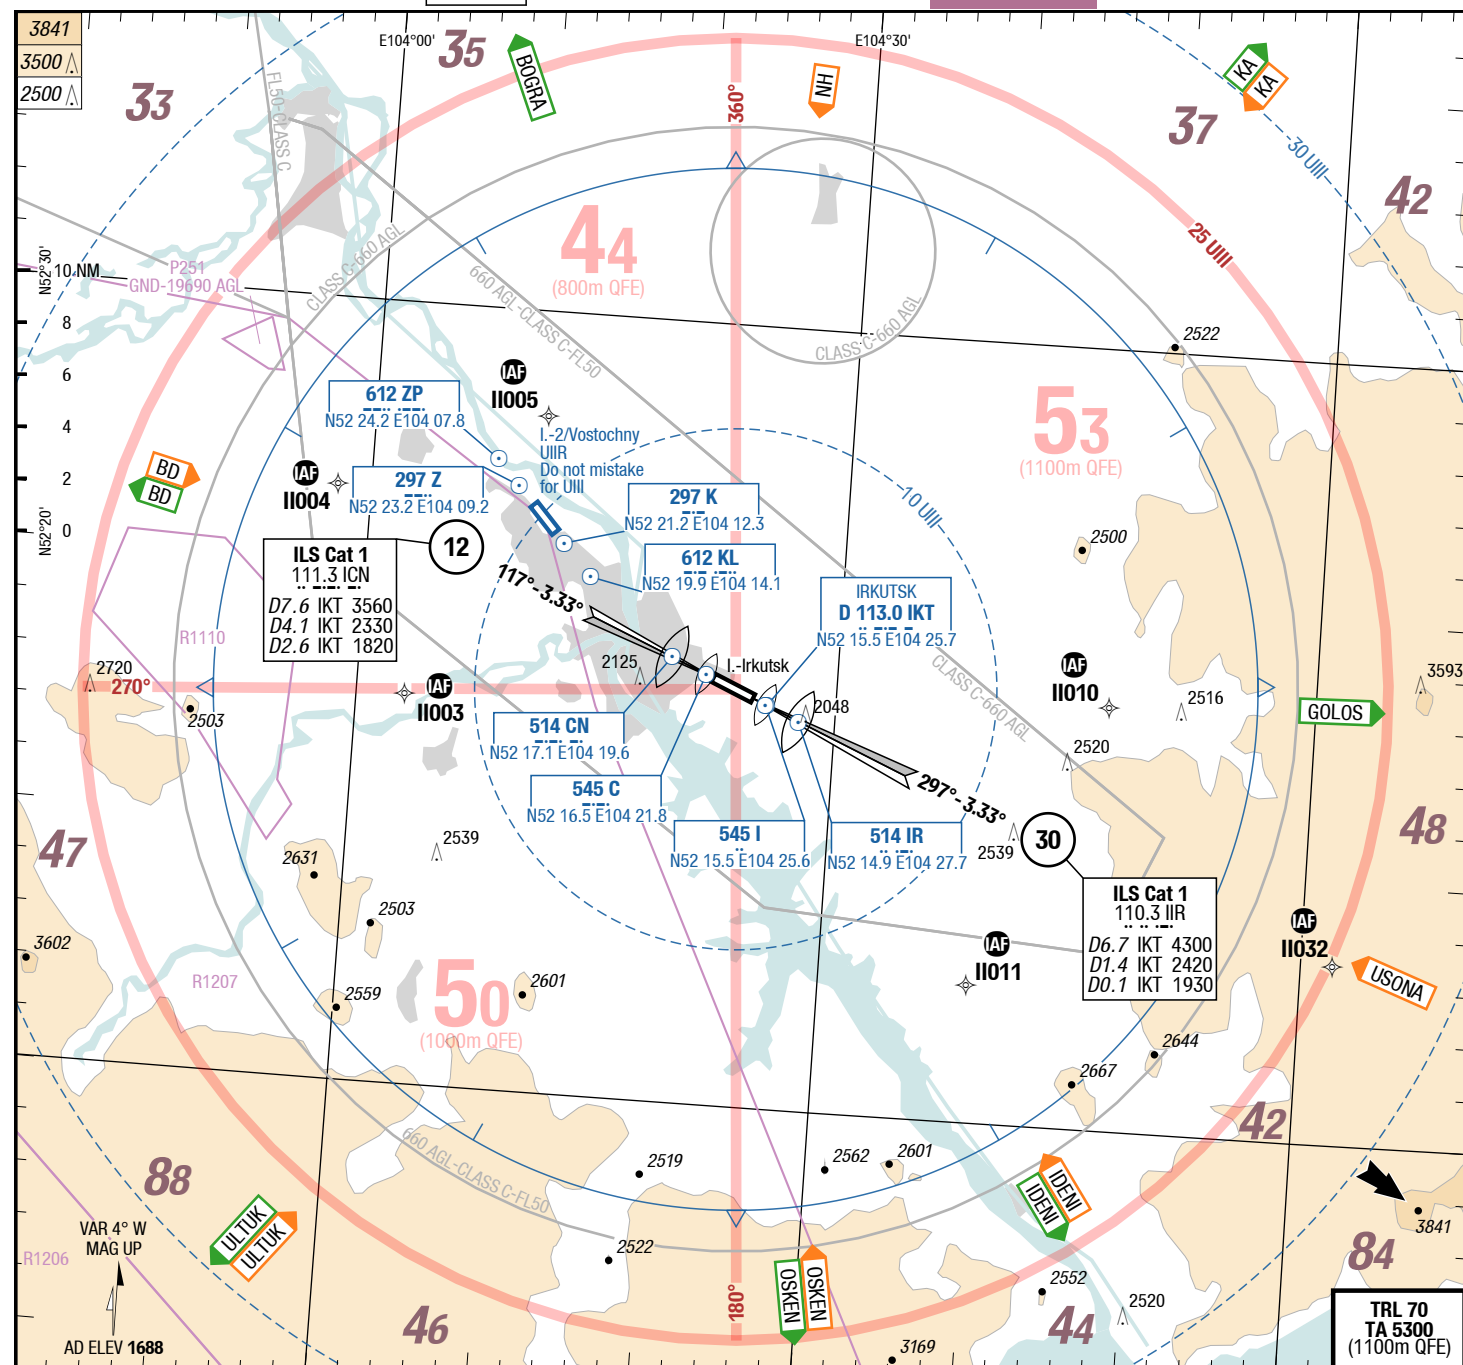 3841
3500
2500
E104°00'
E104°30'
35
33
37
42
BOGRA
NH
KA
KA
360°
30 UIII
25 UIII
FL50-CLASS C
CLASS C-660 AGL
660 AGL-CLASS C-FL50
CLASS C-660 AGL
N52°30'
10 NM
8
6
4
2
0
N52°20'
P251
GND-19690 AGL
44
(800m QFE)
2522
53
(1100m QFE)
IAF
II005
612 ZP
N52 24.2 E104 07.8
I.-2/Vostochny
UIIR
Do not mistake
for UIII
BD
BD
IAF
II004
297 Z
N52 23.2 E104 09.2
297 K
N52 21.2 E104 12.3
10 UIII
2500
12
ILS Cat 1
111.3 ICN
D7.6 IKT 3560
D4.1 IKT 2330
D2.6 IKT 1820
117°-3.33°
612 KL
N52 19.9 E104 14.1
IRKUTSK
D 113.0 IKT
N52 15.5 E104 25.7
R1110
2720
270°
2503
2125
I.-Irkutsk
CLASS C-660 AGL
IAF
II010
2516
3593
GOLOS
IAF
II003
2048
514 CN
N52 17.1 E104 19.6
2520
545 C
N52 16.5 E104 21.8
297°-3.33°
545 I
N52 15.5 E104 25.6
514 IR
N52 14.9 E104 27.7
2539
30
47
48
2631
2539
2503
ILS Cat 1
110.3 IIR
D6.7 IKT 4300
D1.4 IKT 2420
D0.1 IKT 1930
IAF
II032
USONA
3602
IAF
II011
R1207
2559
2601
50
(1000m QFE)
2644
2667
42
660 AGL-CLASS C-FL50
2519
2562
2601
88
IDENI
IDENI
3841
ULTUK
ULTUK
VAR 4° W
MAG UP
R1206
2522
84
180°
OSKEN
OSKEN
2552
2520
AD ELEV 1688
46
44
3169
TRL 70
TA 5300
(1100m QFE)